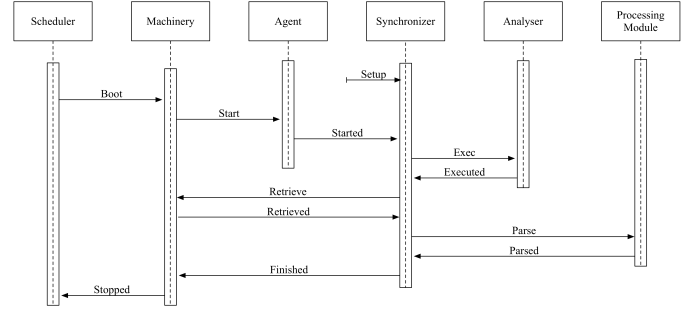 Scheduler
Machinery
Agent
Synchronizer
Analyser
Processing
Module
Setup
Boot
Start
Started
Exec
Executed
Retrieve
Retrieved
Parse
Parsed
Finished
Stopped